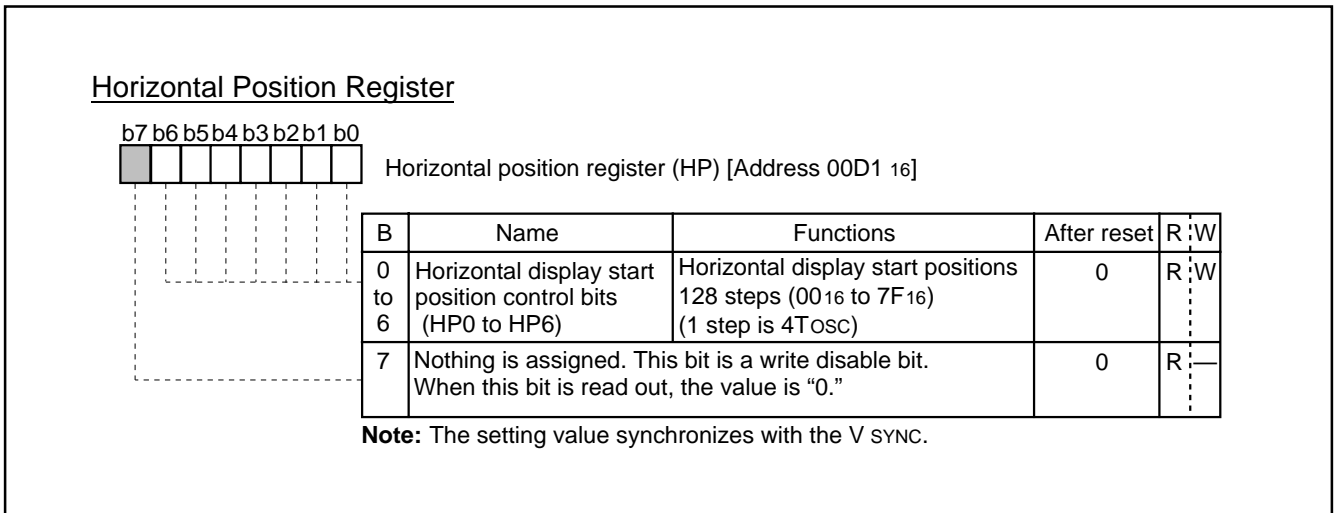 Horizontal Position Register
b7 b6 b5 b4 b3 b2 b1 b0
Horizontal position register (HP) [Address 00D1 16]
B Name Functions After reset R W
0 to 6 Horizontal display start position control bits (HP0 to HP6) Horizontal display start positions 128 steps (0016 to 7F16) (1 step is 4TOSC) 0 R W
7 Nothing is assigned. This bit is a write disable bit. When this bit is read out, the value is “0.” 0 R —
Note: The setting value synchronizes with the V SYNC.